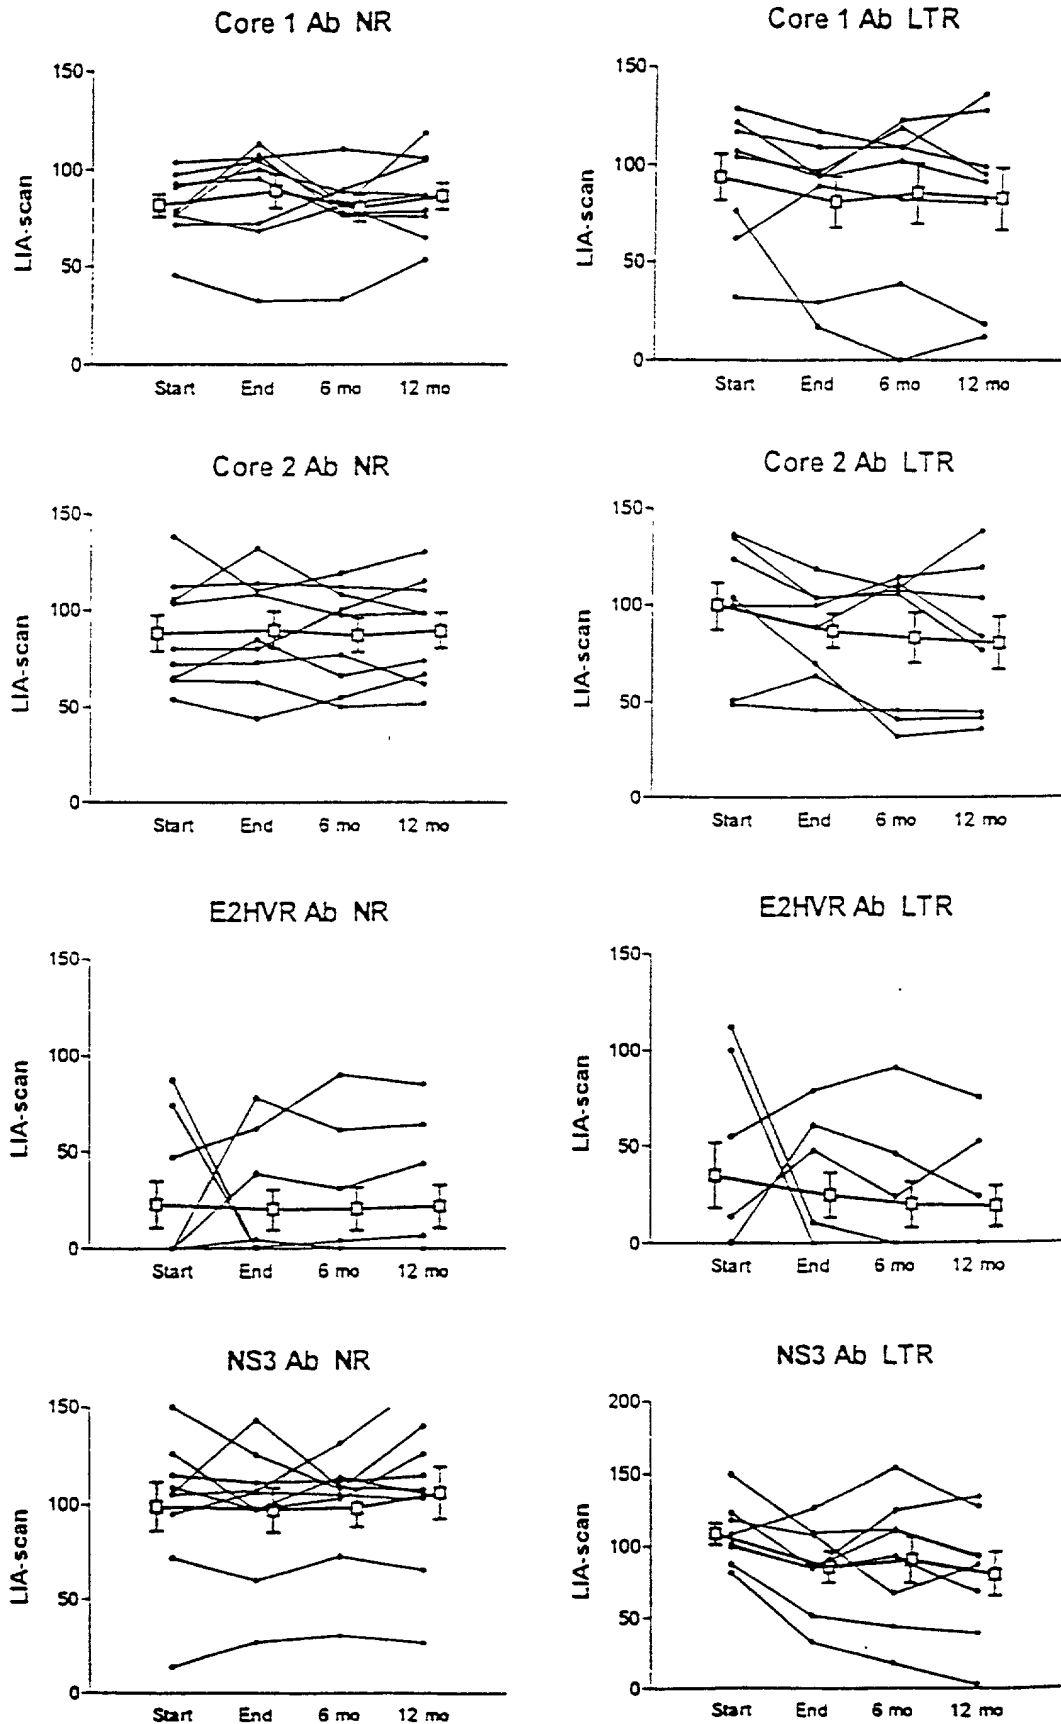 Core 1 Ab NR
LIA-scan
150
100
50
0
Start End 6 mo 12 mo
Core 1 Ab LTR
LIA-scan
150
100
50
0
Start End 6 mo 12 mo
Core 2 Ab NR
LIA-scan
150
100
50
0
Start End 6 mo 12 mo
Core 2 Ab LTR
LIA-scan
150
100
50
0
Start End 6 mo 12 mo
E2HVR Ab NR
LIA-scan
150
100
50
0
Start End 6 mo 12 mo
E2HVR Ab LTR
LIA-scan
150
100
50
0
Start End 6 mo 12 mo
NS3 Ab NR
LIA-scan
150
100
50
0
Start End 6 mo 12 mo
NS3 Ab LTR
LIA-scan
200
150
100
50
0
Start End 6 mo 12 mo